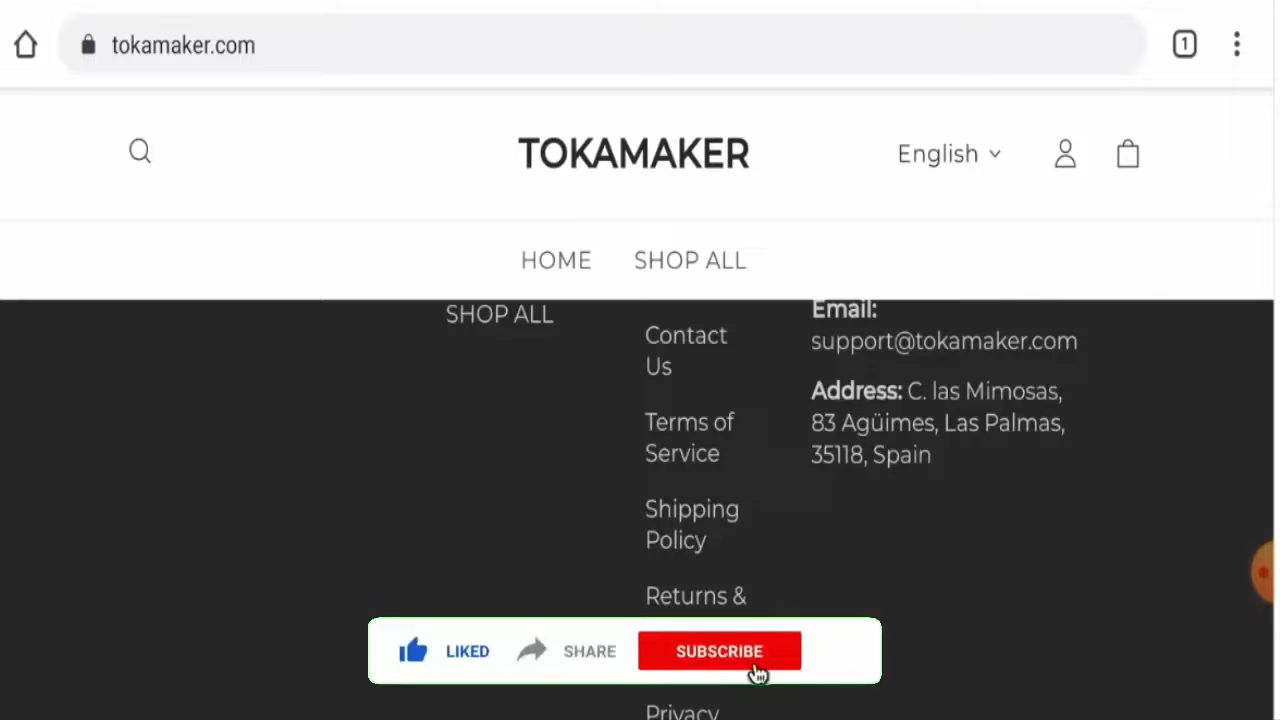 tokamaker.com
1
TOKAMAKER
English
HOME SHOP ALL
SHOP ALL
Contact
Us
Terms of
Service
Shipping
Policy
Returns &
Privacy
Email:
support@tokamaker.com
Address: C. las Mimosas,
83 Agüimes, Las Palmas,
35118, Spain
LIKED SHARE SUBSCRIBE